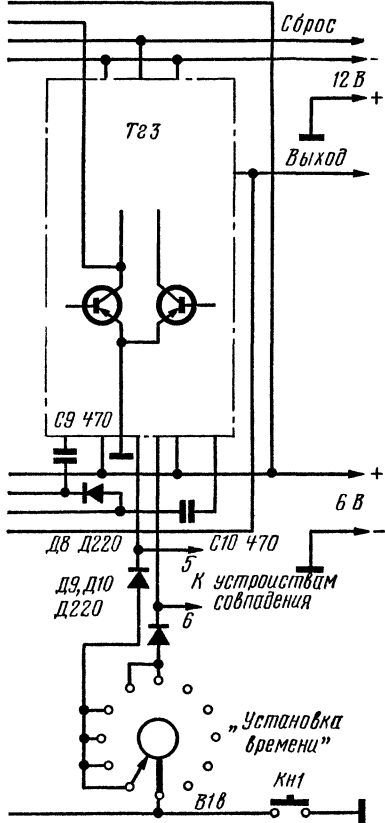 Сброс
-
12 В
+
Тг3
Выход
С9 470
+
6 В
-
Д8 Д220
С10 470
5
Д9, Д10
Д220
К устройствам
совпадения
6
„Установка
времени”
Кн1
В1в